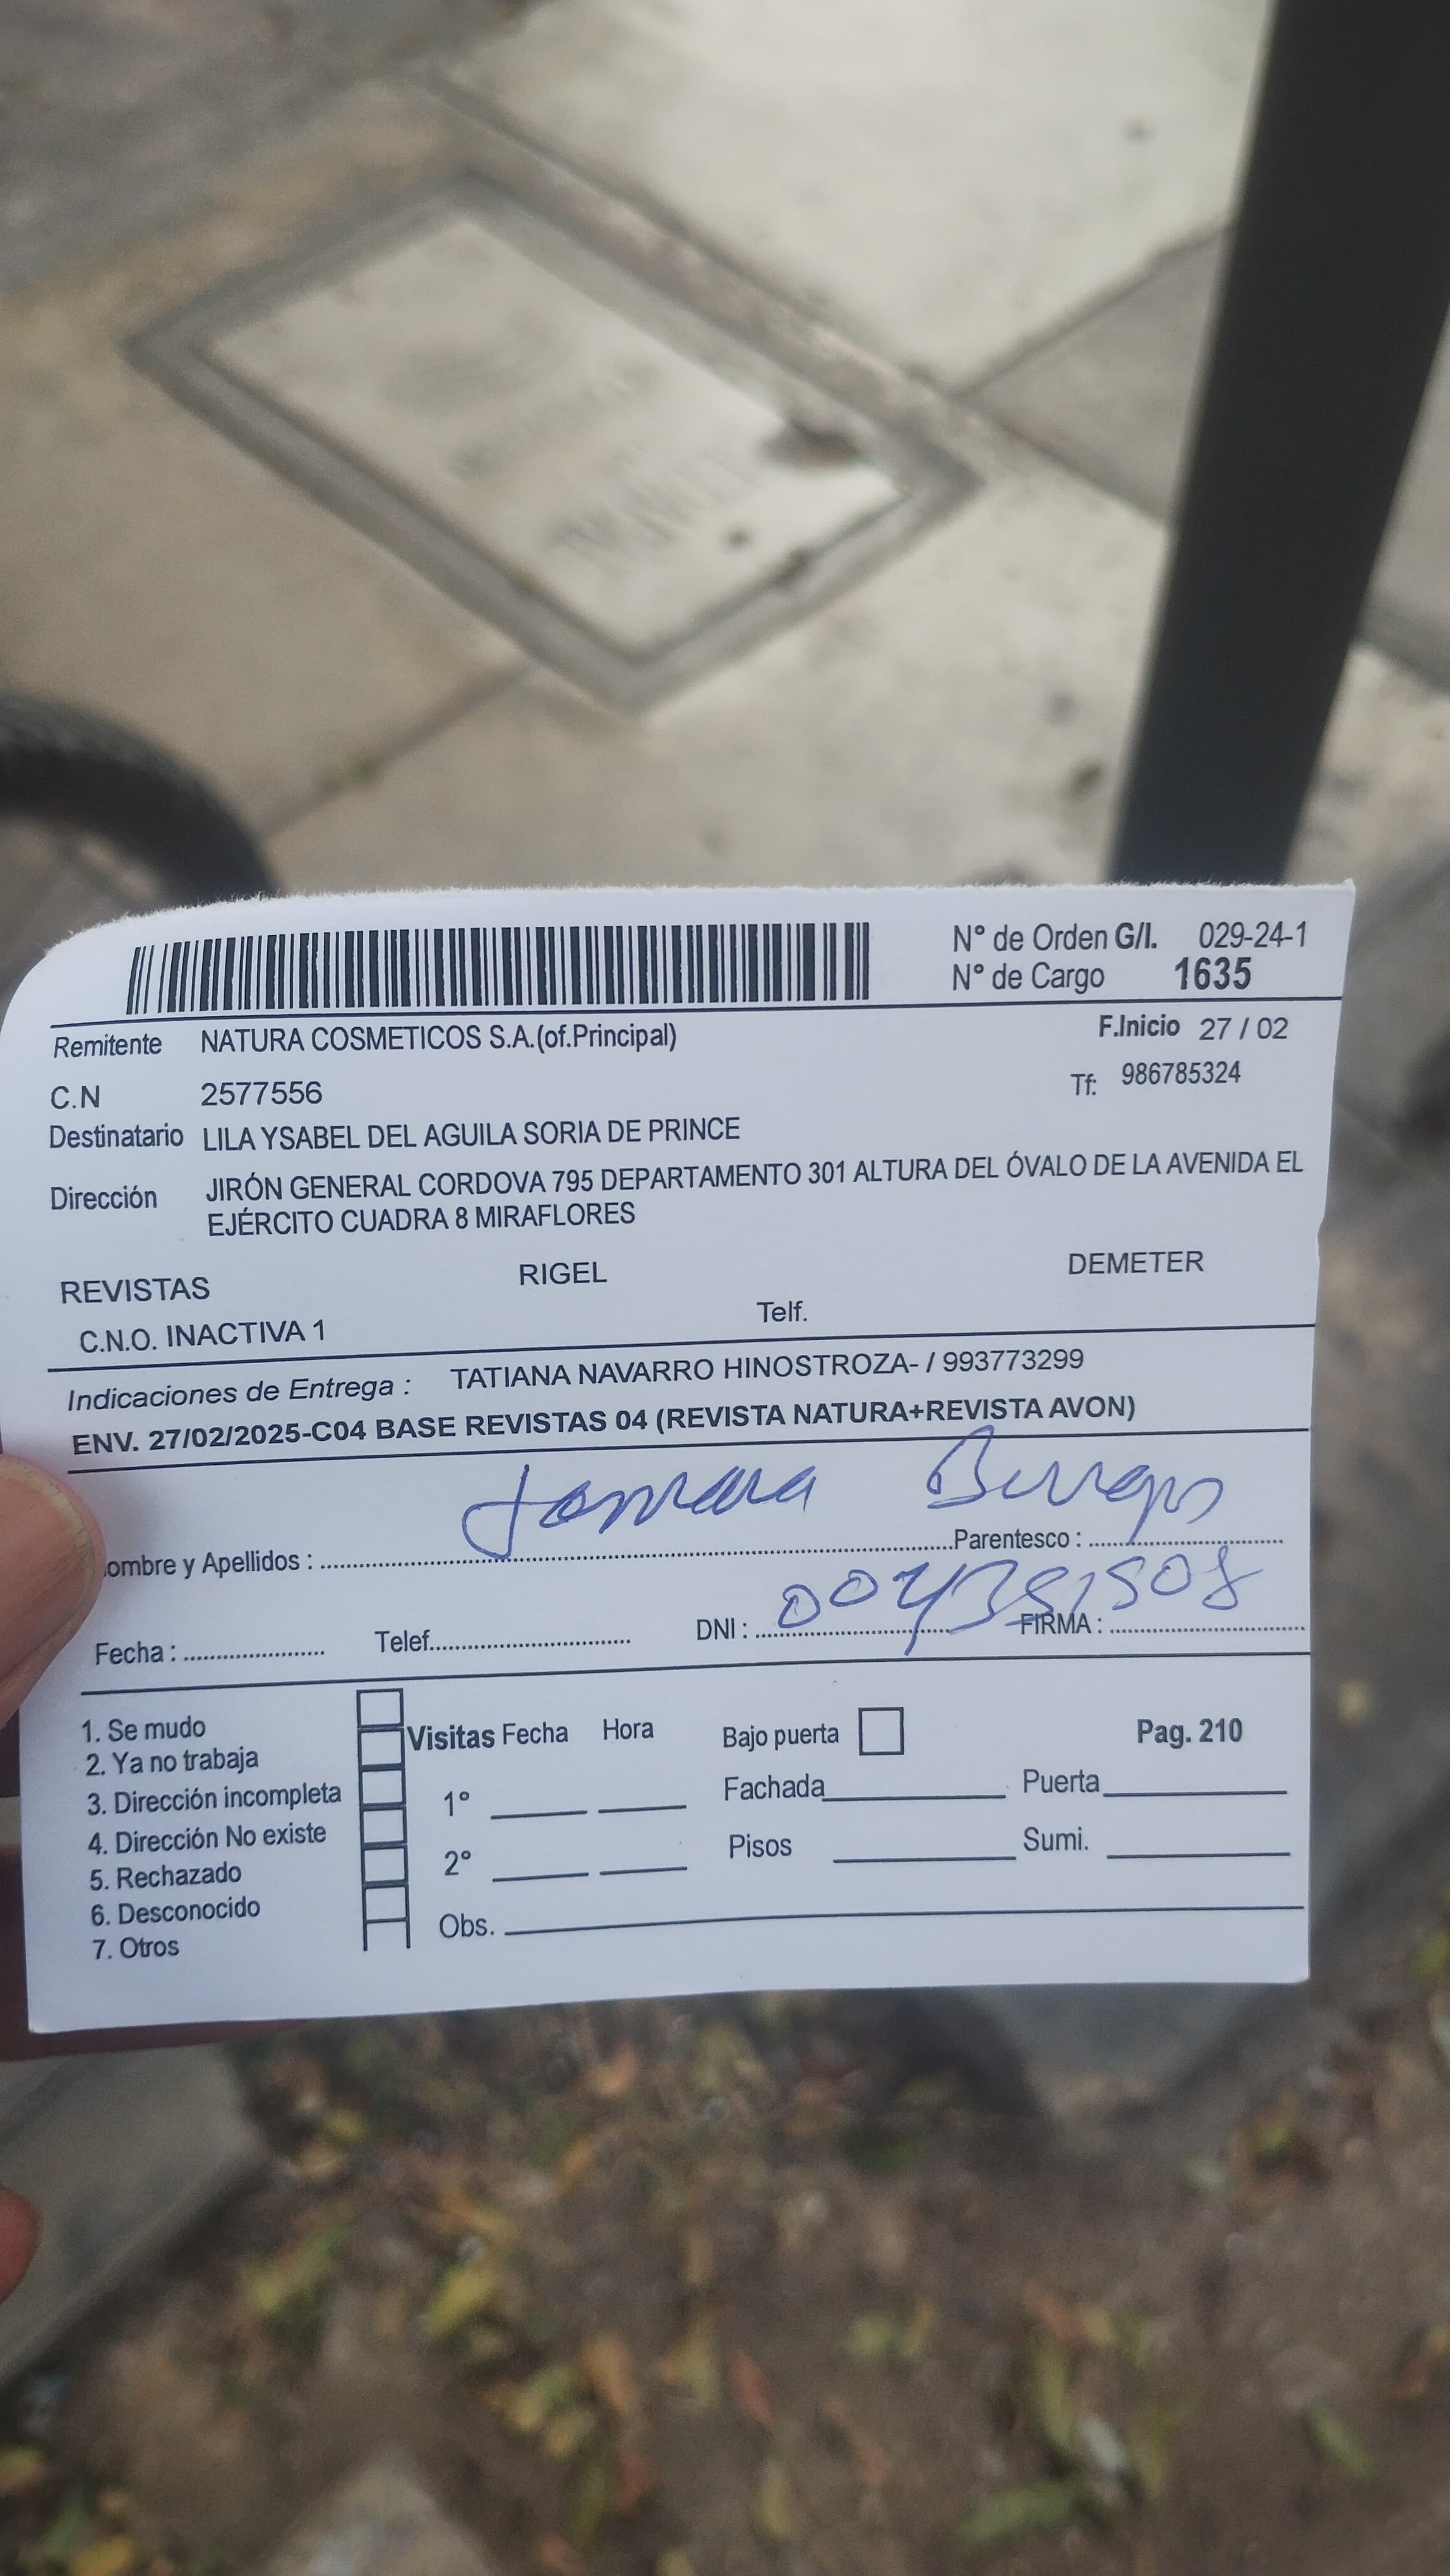 N° de Orden G/I. 029-24-1
N° de Cargo 1635
Remitente NATURA COSMETICOS S.A.(of.Principal) F.Inicio 27 / 02
C.N 2577556 Tf: 986785324
Destinatario LILA YSABEL DEL AGUILA SORIA DE PRINCE
Dirección JIRÓN GENERAL CORDOVA 795 DEPARTAMENTO 301 ALTURA DEL ÓVALO DE LA AVENIDA EL
EJÉRCITO CUADRA 8 MIRAFLORES
REVISTAS RIGEL DEMETER
C.N.O. INACTIVA 1 Telf.
Indicaciones de Entrega : TATIANA NAVARRO HINOSTROZA- / 993773299
ENV. 27/02/2025-C04 BASE REVISTAS 04 (REVISTA NATURA+REVISTA AVON)
ombre y Apellidos : Parentesco :
Fecha : Telef. DNI : FIRMA :
1. Se mudo
2. Ya no trabaja Visitas Fecha Hora Bajo puerta Pag. 210
3. Dirección incompleta 1° Fachada Puerta
4. Dirección No existe
5. Rechazado 2° Pisos Sumi.
6. Desconocido
7. Otros Obs.